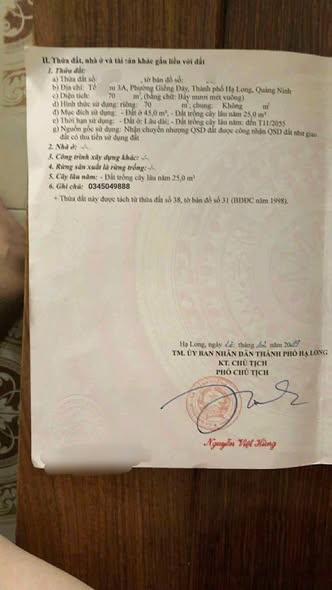 II. Thửa đất, nhà ở và tài sản khác gắn liền với đất
1. Thửa đất:
a) Thửa đất số: , tờ bản đồ số:
b) Địa chỉ: Tổ 3A, Phường Giếng Đáy, Thành phố Hạ Long, Quảng Ninh
c) Diện tích: 70 m², (bằng chữ: Bảy mươi mét vuông)
d) Hình thức sử dụng: riêng: 70 m², chung: Không m²
đ) Mục đích sử dụng: - Đất ở 45,0 m², - Đất trồng cây lâu năm 25,0 m²
e) Thời hạn sử dụng: - Đất ở: Lâu dài, - Đất trồng cây lâu năm: đến T11/2055
g) Nguồn gốc sử dụng: Nhận chuyển nhượng QSD đất được công nhận QSD đất như giao
đất có thu tiền sử dụng đất
2. Nhà ở: -/-.
3. Công trình xây dựng khác: -/-.
4. Rừng sản xuất là rừng trồng: -/-.
5. Cây lâu năm: - Đất trồng cây lâu năm 25,0 m²
6. Ghi chú: 0345049888
+ Thửa đất này được tách từ thửa đất số 38, tờ bản đồ số 31 (BĐĐC năm 1998).
Hạ Long, ngày tháng năm
TM. ỦY BAN NHÂN DÂN THÀNH PHỐ HẠ LONG
KT. CHỦ TỊCH
PHÓ CHỦ TỊCH
Nguyễn Việt Hùng